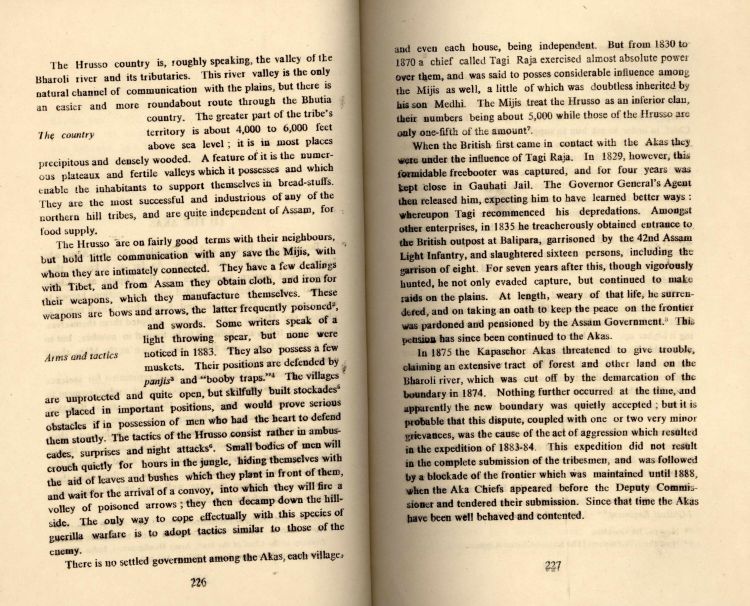 The Hrusso country is, roughly speaking, the valley of the
Bharoli river and its tributaries. This river valley is the only
natural channel of communication with the plains, but there is
an easier and more roundabout route through the Bhutia
country. The greater part of the tribe's
The country
territory is about 4,000 to 6,000 feet
above sea level ; it is in most places
precipitous and densely wooded. A feature of it is the numer-
ous plateaux and fertile valleys which it possesses and which
enable the inhabitants to support themselves in bread-stuffs.
They are the most successful and industrious of any of the
northern hill tribes, and are quite independent of Assam, for
food supply.
The Hrusso are on fairly good terms with their neighbours,
but hold little communication with any save the Mijis, with
whom they are intimately connected. They have a few dealings
with Tibet, and from Assam they obtain cloth, and iron for
their weapons, which they manufacture themselves. These
weapons are bows and arrows, the latter frequently poisoned²,
and swords. Some writers speak of a
light throwing spear, but none were
Arms and tactics
noticed in 1883. They also possess a few
muskets. Their positions are defended by
panjis³ and "booby traps."⁴ The villages
are unprotected and quite open, but skilfully built stockades⁵
are placed in important positions, and would prove serious
obstacles if in possession of men who had the heart to defend
them stoutly. The tactics of the Hrusso consist rather in ambus-
cades, surprises and night attacks⁶. Small bodies of men will
crouch quietly for hours in the jungle, hiding themselves with
the aid of leaves and bushes which they plant in front of them,
and wait for the arrival of a convoy, into which they will fire a
volley of poisoned arrows ; they then decamp down the hill-
side. The only way to cope effectually with this species of
guerilla warfare is to adopt tactics similar to those of the
enemy.
There is no settled government among the Akas, each village,
226
and even each house, being independent. But from 1830 to
1870 a chief called Tagi Raja exercised almost absolute power
over them, and was said to posses considerable influence among
the Mijis as well, a little of which was doubtless inherited by
his son Medhi. The Mijis treat the Hrusso as an inferior clan,
their numbers being about 5,000 while those of the Hrusso are
only one-fifth of the amount⁷.
When the British first came in contact with the Akas they
were under the influence of Tagi Raja. In 1829, however, this
formidable freebooter was captured, and for four years was
kept close in Gauhati Jail. The Governor General's Agent
then released him, expecting him to have learned better ways :
whereupon Tagi recommenced his depredations. Amongst
other enterprises, in 1835 he treacherously obtained entrance to
the British outpost at Balipara, garrisoned by the 42nd Assam
Light Infantry, and slaughtered sixteen persons, including the
garrison of eight. For seven years after this, though vigorously
hunted, he not only evaded capture, but continued to make
raids on the plains. At length, weary of that life, he surren-
dered, and on taking an oath to keep the peace on the frontier
was pardoned and pensioned by the Assam Government.⁸ This
pension has since been continued to the Akas.
In 1875 the Kapaschor Akas threatened to give trouble,
claiming an extensive tract of forest and other land on the
Bharoli river, which was cut off by the demarcation of the
boundary in 1874. Nothing further occurred at the time, and
apparently the new boundary was quietly accepted ; but it is
probable that this dispute, coupled with one or two very minor
grievances, was the cause of the act of aggression which resulted
in the expedition of 1883-84. This expedition did not result
in the complete submission of the tribesmen, and was followed
by a blockade of the frontier which was maintained until 1888,
when the Aka Chiefs appeared before the Deputy Commis-
sioner and tendered their submission. Since that time the Akas
have been well behaved and contented.
227